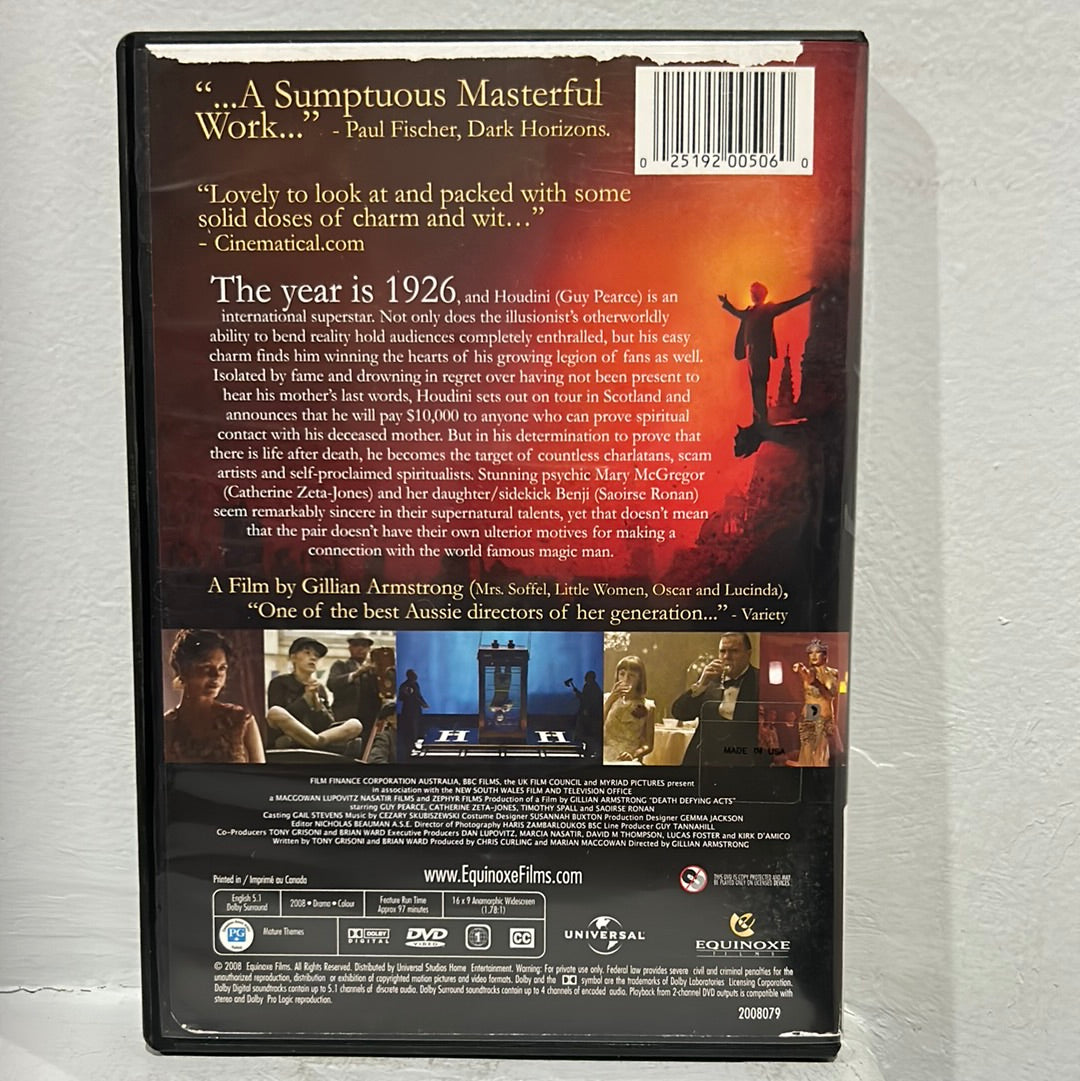 “...A Sumptuous Masterful
Work...” - Paul Fischer, Dark Horizons.
0 25192 00506 0
“Lovely to look at and packed with some
solid doses of charm and wit...”
- Cinematical.com
The year is 1926, and Houdini (Guy Pearce) is an
international superstar. Not only does the illusionist’s otherworldly
ability to bend reality hold audiences completely enthralled, but his easy
charm finds him winning the hearts of his growing legion of fans as well.
Isolated by fame and drowning in regret over having not been present to
hear his mother’s last words, Houdini sets out on tour in Scotland and
announces that he will pay $10,000 to anyone who can prove spiritual
contact with his deceased mother. But in his determination to prove that
there is life after death, he becomes the target of countless charlatans, scam
artists and self-proclaimed spiritualists. Stunning psychic Mary McGregor
(Catherine Zeta-Jones) and her daughter/sidekick Benji (Saoirse Ronan)
seem remarkably sincere in their supernatural talents, yet that doesn’t mean
that the pair doesn’t have their own ulterior motives for making a
connection with the world famous magic man.
A Film by Gillian Armstrong (Mrs. Soffel, Little Women, Oscar and Lucinda),
“One of the best Aussie directors of her generation...” - Variety
H H
MADE IN USA
FILM FINANCE CORPORATION AUSTRALIA, BBC FILMS, the UK FILM COUNCIL and MYRIAD PICTURES present
in association with the NEW SOUTH WALES FILM AND TELEVISION OFFICE
a MACGOWAN LUPOVITZ NASATIR FILMS and ZEPHYR FILMS Production of a Film by GILLIAN ARMSTRONG "DEATH DEFYING ACTS"
starring GUY PEARCE, CATHERINE ZETA-JONES, TIMOTHY SPALL and SAOIRSE RONAN
Casting GAIL STEVENS Music by CEZARY SKUBISZEWSKI Costume Designer SUSANNAH BUXTON Production Designer GEMMA JACKSON
Editor NICHOLAS BEAUMAN A.S.E. Director of Photography HARIS ZAMBARLOUKOS BSC Line Producer GUY TANNAHILL
Co-Producers TONY GRISONI and BRIAN WARD Executive Producers DAN LUPOVITZ, MARCIA NASATIR, DAVID M THOMPSON, LUCAS FOSTER and KIRK D'AMICO
Written by TONY GRISONI and BRIAN WARD Produced by CHRIS CURLING and MARIAN MACGOWAN Directed by GILLIAN ARMSTRONG
Printed in / Imprimé au Canada
www.EquinoxeFilms.com
THIS DVD IS COPY PROTECTED AND MAY
BE PLAYED ONLY ON LICENSED DEVICES
English 5.1
Dolby Surround
2008 • Drama • Colour
Feature Run Time
Approx 97 minutes
16 x 9 Anamorphic Widescreen
(1.78:1)
PG
Mature Themes
DOLBY
DIGITAL
DVD
VIDEO
1
CC
UNIVERSAL
EQUINOXE
FILMS
© 2008 Equinoxe Films. All Rights Reserved. Distributed by Universal Studios Home Entertainment. Warning: For private use only. Federal law provides severe civil and criminal penalties for the
unauthorized reproduction, distribution or exhibition of copyrighted motion pictures and video formats. Dolby and the symbol are the trademarks of Dolby Laboratories Licensing Corporation.
Dolby Digital soundtracks contain up to 5.1 channels of discrete audio. Dolby Surround soundtracks contain up to 4 channels of encoded audio. Playback from 2-channel DVD outputs is compatible with
stereo and Dolby Pro Logic reproduction.
2008079